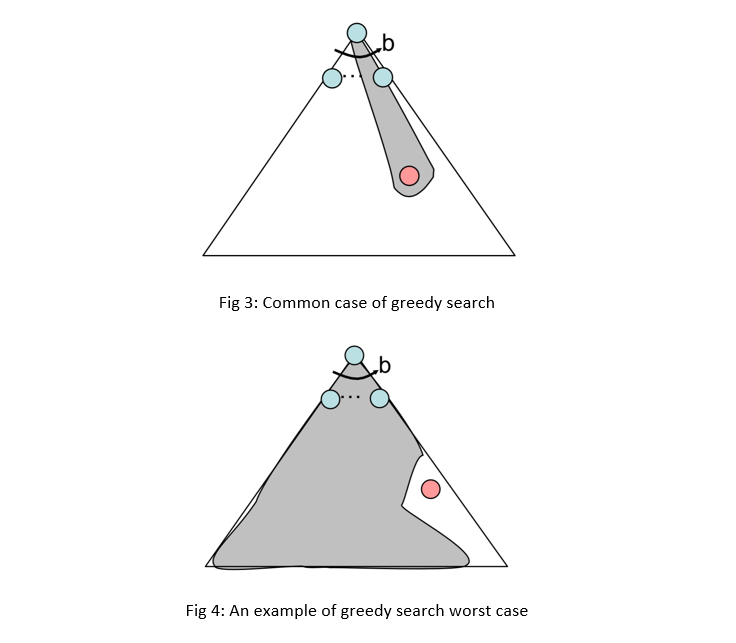 b
...
Fig 3: Common case of greedy search
b
...
Fig 4: An example of greedy search worst case